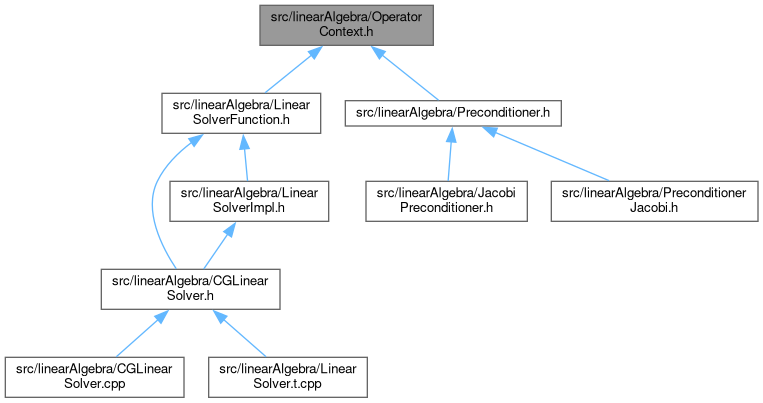 src/linearAlgebra/Operator
Context.h
src/linearAlgebra/Linear
SolverFunction.h
src/linearAlgebra/Preconditioner.h
src/linearAlgebra/Linear
SolverImpl.h
src/linearAlgebra/Jacobi
Preconditioner.h
src/linearAlgebra/Preconditioner
Jacobi.h
src/linearAlgebra/CGLinear
Solver.h
src/linearAlgebra/CGLinear
Solver.cpp
src/linearAlgebra/Linear
Solver.t.cpp